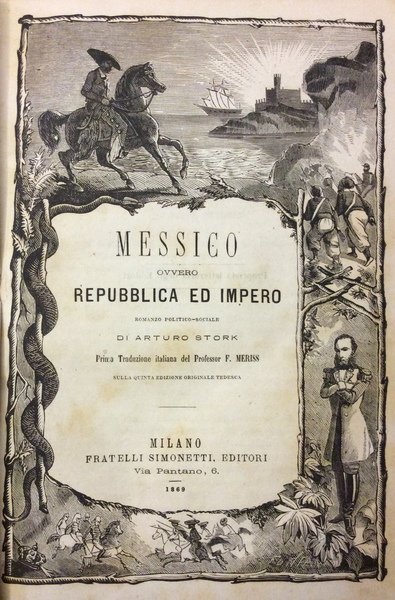 MESSICO
OVVERO
REPUBBLICA ED IMPERO
ROMANZO POLITICO-SOCIALE
DI ARTURO STORK
Prima Traduzione italiana del Professor F. MERISS
SULLA QUINTA EDIZIONE ORIGINALE TEDESCA
MILANO
FRATELLI SIMONETTI, EDITORI
Via Pantano, 6.
1869